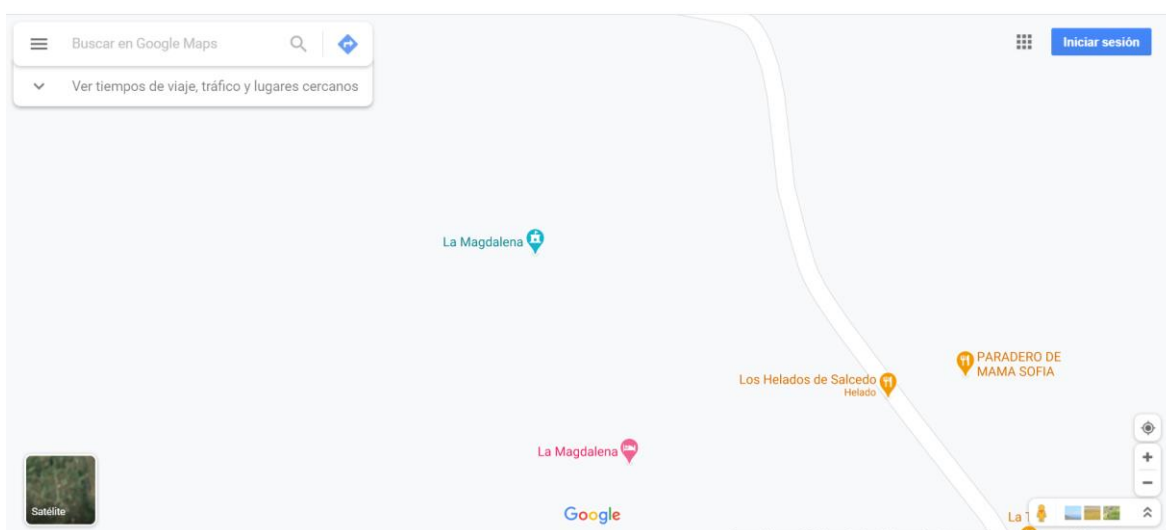 Buscar en Google Maps
Iniciar sesión
Ver tiempos de viaje, tráfico y lugares cercanos
La Magdalena
PARADERO DE
MAMA SOFIA
Los Helados de Salcedo
Helado
La Magdalena
Satélite
Google
La